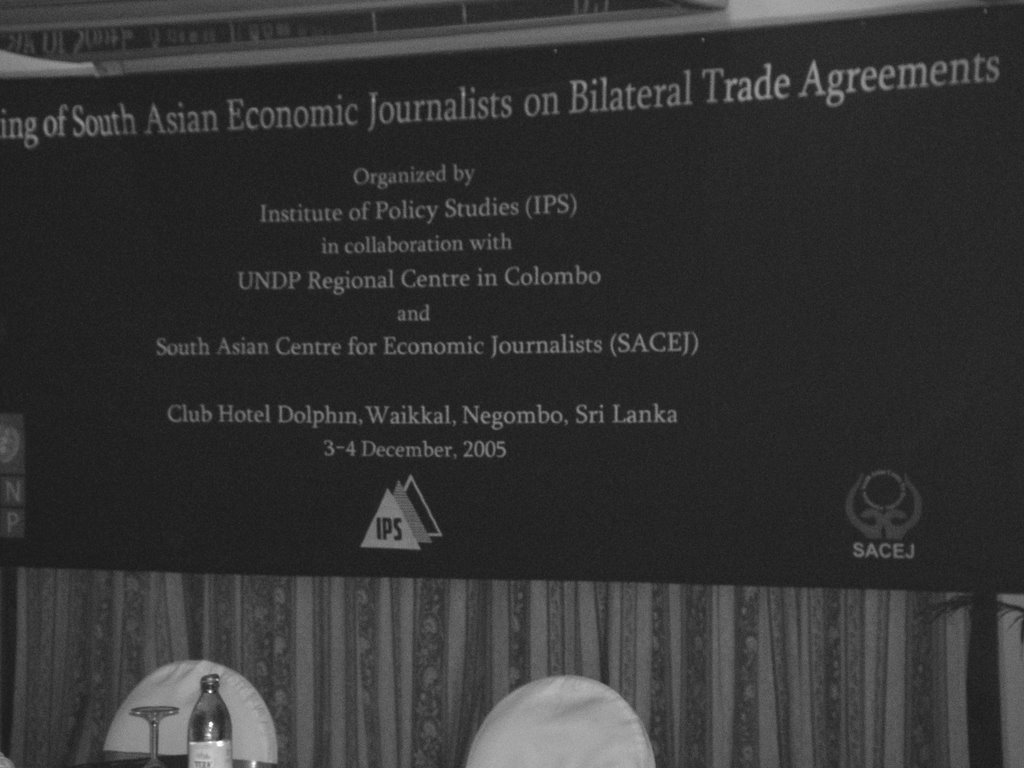 ing of South Asian Economic Journalists on Bilateral Trade Agreements
Organized by
Institute of Policy Studies (IPS)
in collaboration with
UNDP Regional Centre in Colombo
and
South Asian Centre for Economic Journalists (SACEJ)
Club Hotel Dolphin, Waikkal, Negombo, Sri Lanka
3-4 December, 2005
N
P
IPS
SACEJ